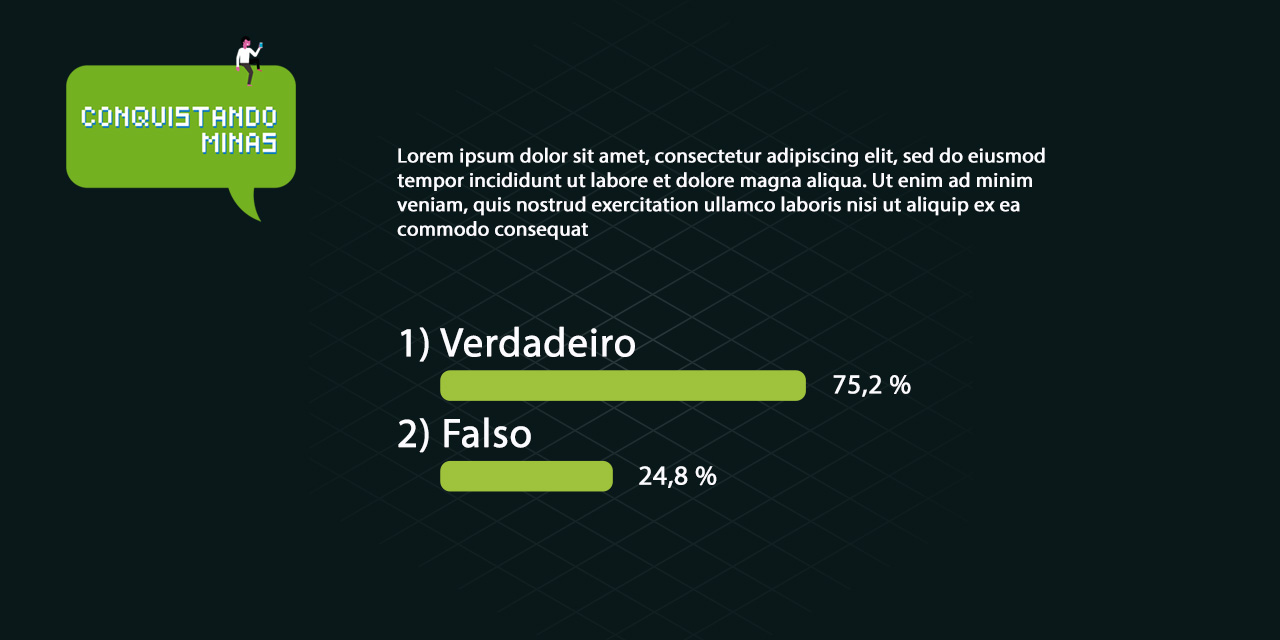 CONQUISTANDO
MINAS
Lorem ipsum dolor sit amet, consectetur adipiscing elit, sed do eiusmod
tempor incididunt ut labore et dolore magna aliqua. Ut enim ad minim
veniam, quis nostrud exercitation ullamco laboris nisi ut aliquip ex ea
commodo consequat
1) Verdadeiro
75,2 %
2) Falso
24,8 %